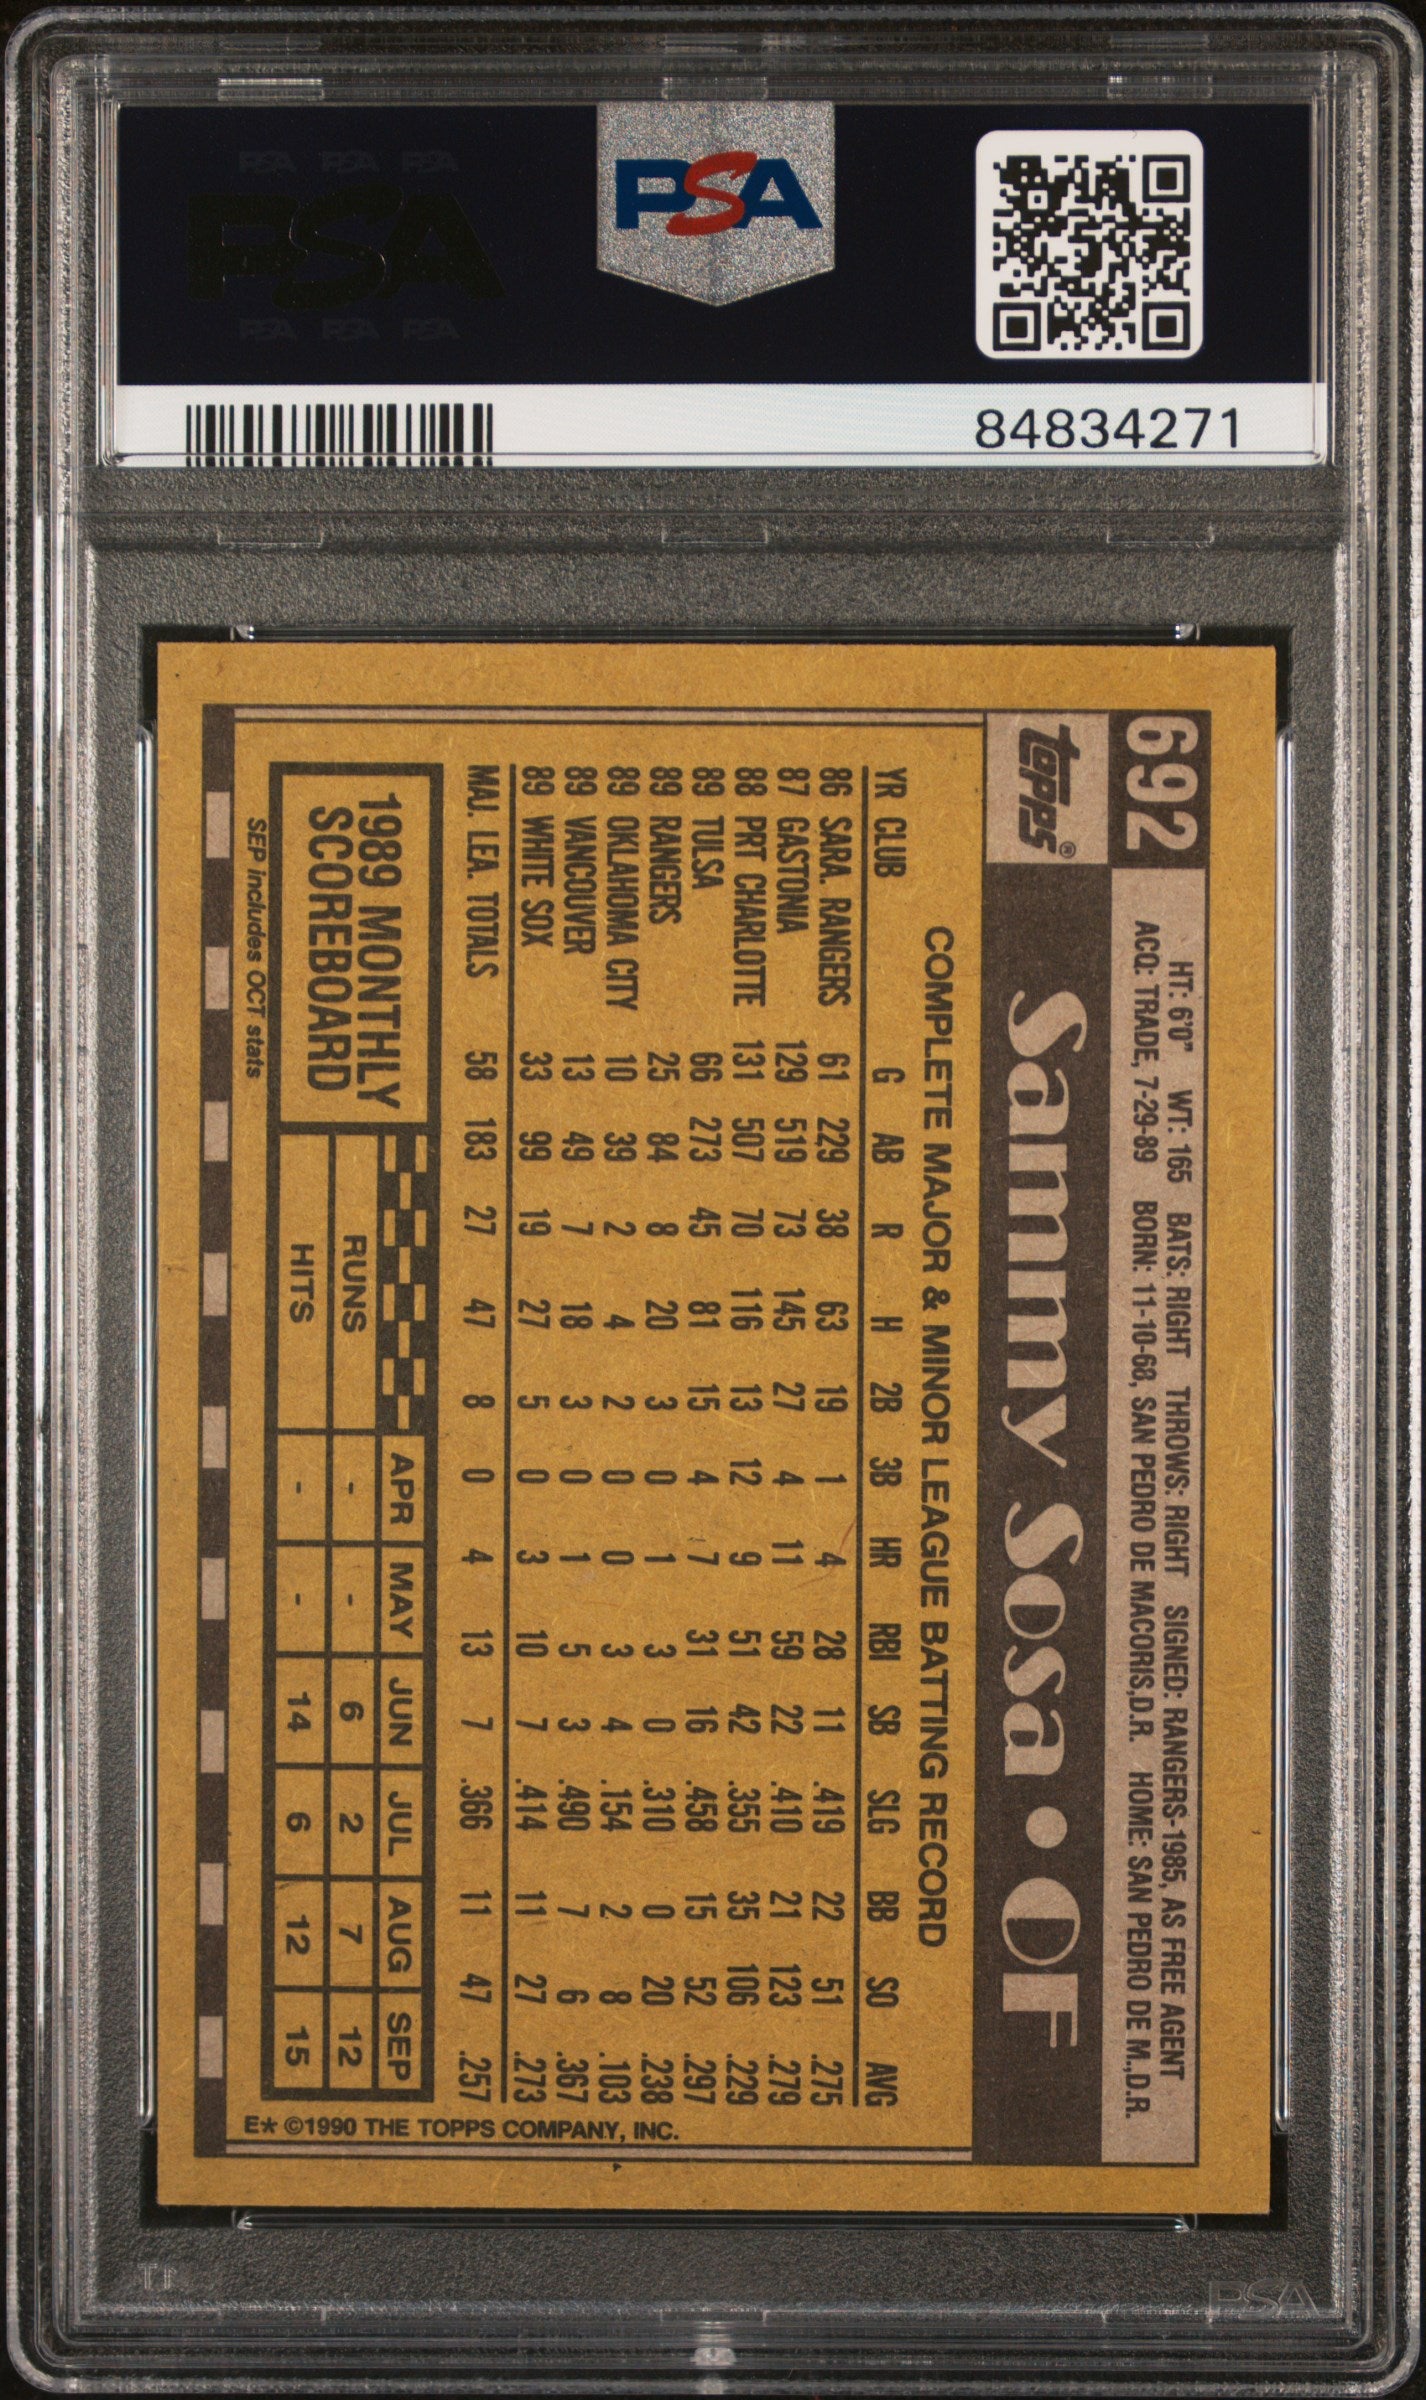 PSA PSA PSA
PSA
PSA PSA PSA
PSA
84834271
692 HT: 6'0" WT: 165 BATS: RIGHT THROWS: RIGHT SIGNED: RANGERS-1985, AS FREE AGENT
ACQ: TRADE, 7-29-89 BORN: 11-10-68, SAN PEDRO DE MACORIS,D.R. HOME: SAN PEDRO DE M.,D.R.
topps® Sammy Sosa • OF
COMPLETE MAJOR & MINOR LEAGUE BATTING RECORD
YR CLUB G AB R H 2B 3B HR RBI SB SLG BB SO AVG
86 SARA. RANGERS 61 229 38 63 19 1 4 28 11 .419 22 51 .275
87 GASTONIA 129 519 73 145 27 4 11 59 22 .410 21 123 .279
88 PRT CHARLOTTE 131 507 70 116 13 12 9 51 42 .355 35 106 .229
89 TULSA 66 273 45 81 15 4 7 31 16 .458 15 52 .297
89 RANGERS 25 84 8 20 3 0 1 3 0 .310 0 20 .238
89 OKLAHOMA CITY 10 39 2 4 2 0 0 3 4 .154 2 8 .103
89 VANCOUVER 13 49 7 18 3 0 1 5 3 .490 7 6 .367
89 WHITE SOX 33 99 19 27 5 0 3 10 7 .414 11 27 .273
MAJ. LEA. TOTALS 58 183 27 47 8 0 4 13 7 .366 11 47 .257
1989 MONTHLY
SCOREBOARD
APR MAY JUN JUL AUG SEP
RUNS - - 6 2 7 12
HITS - - 14 6 12 15
SEP includes OCT stats
E* ©1990 THE TOPPS COMPANY, INC.
PSA